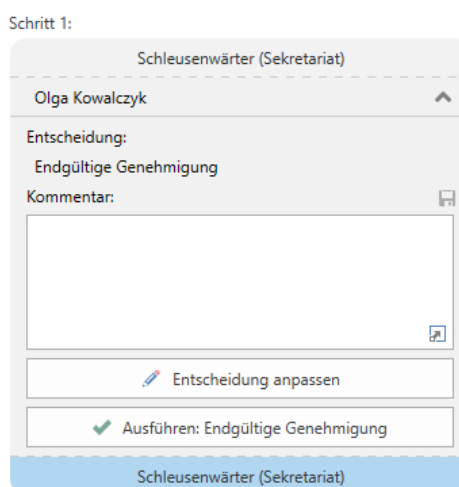 Schritt 1:
Schleusenwärter (Sekretariat)
Olga Kowalczyk
Entscheidung:
Endgültige Genehmigung
Kommentar:
Entscheidung anpassen
Ausführen: Endgültige Genehmigung
Schleusenwärter (Sekretariat)